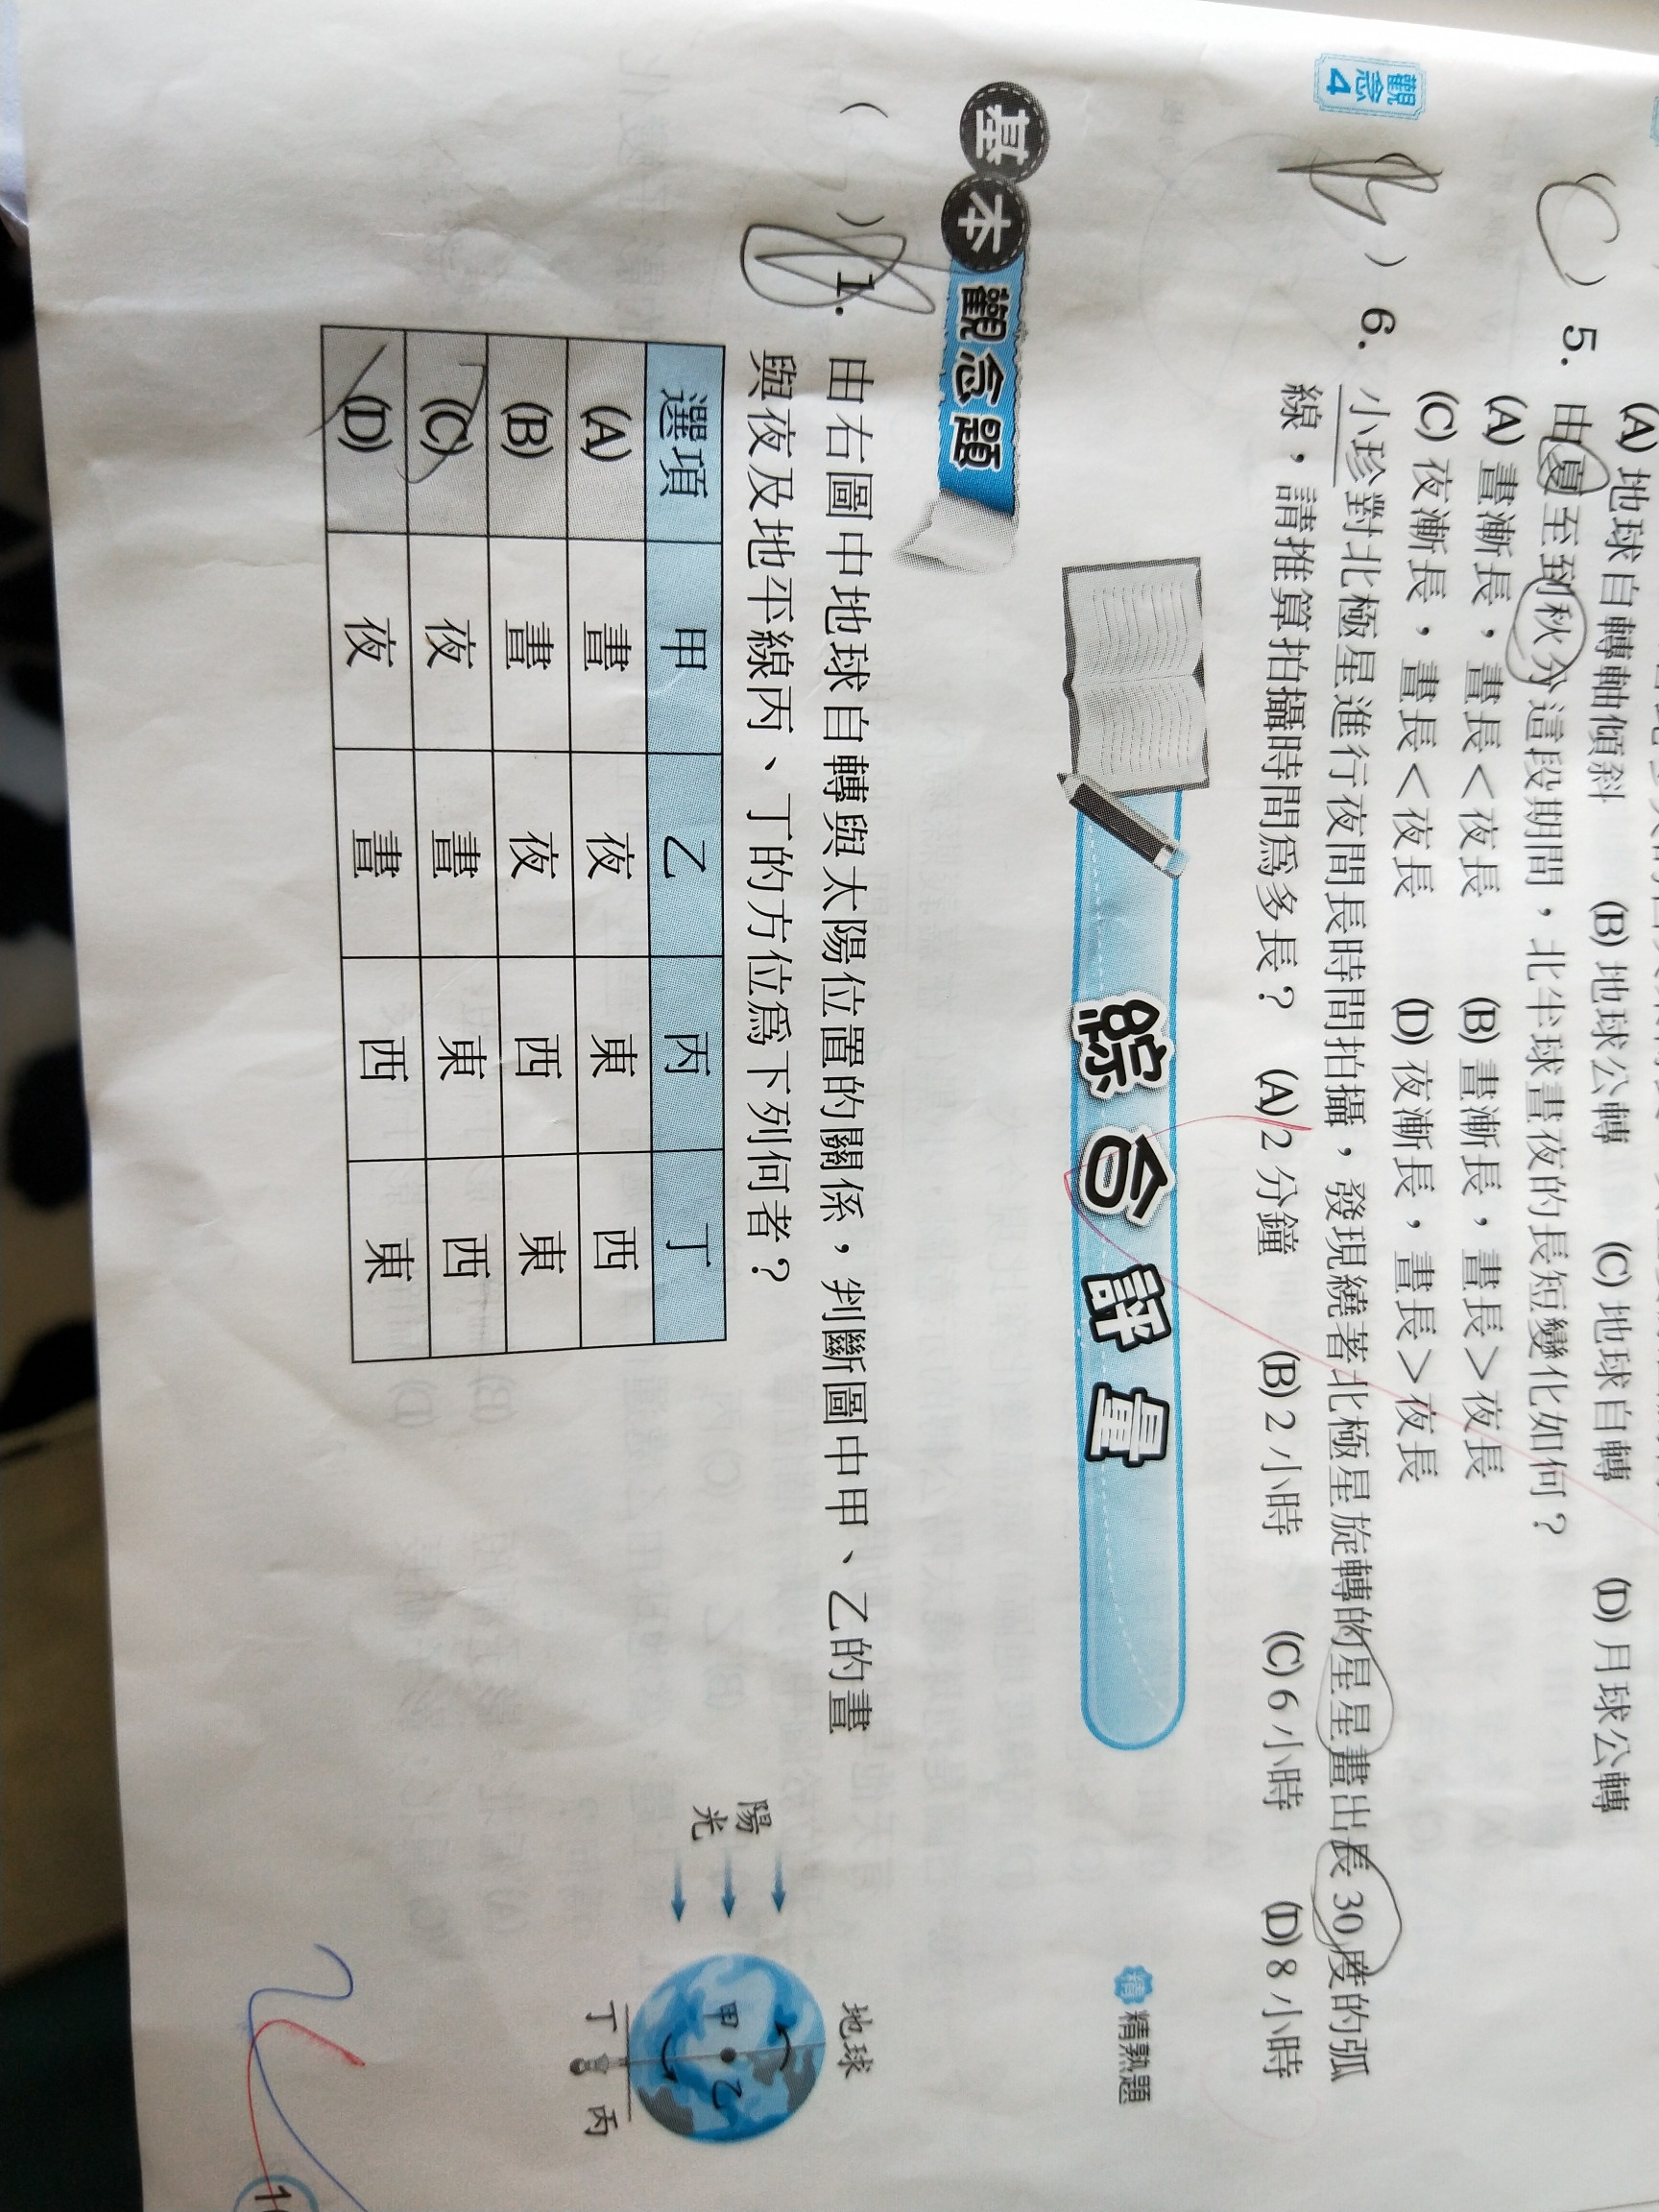 (A) 地球自轉軸傾斜 (B) 地球公轉 (C) 地球自轉 (D) 月球公轉
( C ) 5. 由夏至到秋分這段期間，北半球晝夜的長短變化如何？
(A) 晝漸長，晝長＜夜長 (B) 晝漸長，晝長＞夜長
(C) 夜漸長，晝長＜夜長 (D) 夜漸長，晝長＞夜長
觀念4
B ) 6. 小珍對北極星進行夜間長時間拍攝，發現繞著北極星旋轉的星星畫出長 30 度的弧
線，請推算拍攝時間為多長？ (A) 2 分鐘 (B) 2 小時 (C) 6 小時 (D) 8 小時
綜合評量
精 精熟題
基本觀念題
( ) 1. 由右圖中地球自轉與太陽位置的關係，判斷圖中甲、乙的晝
與夜及地平線丙、丁的方位為下列何者？
選項 甲 乙 丙 丁
(A) 晝 夜 東 西
(B) 晝 夜 西 東
(C) 夜 晝 東 西
(D) 夜 晝 西 東
地球
陽光
甲 乙
丁 丙